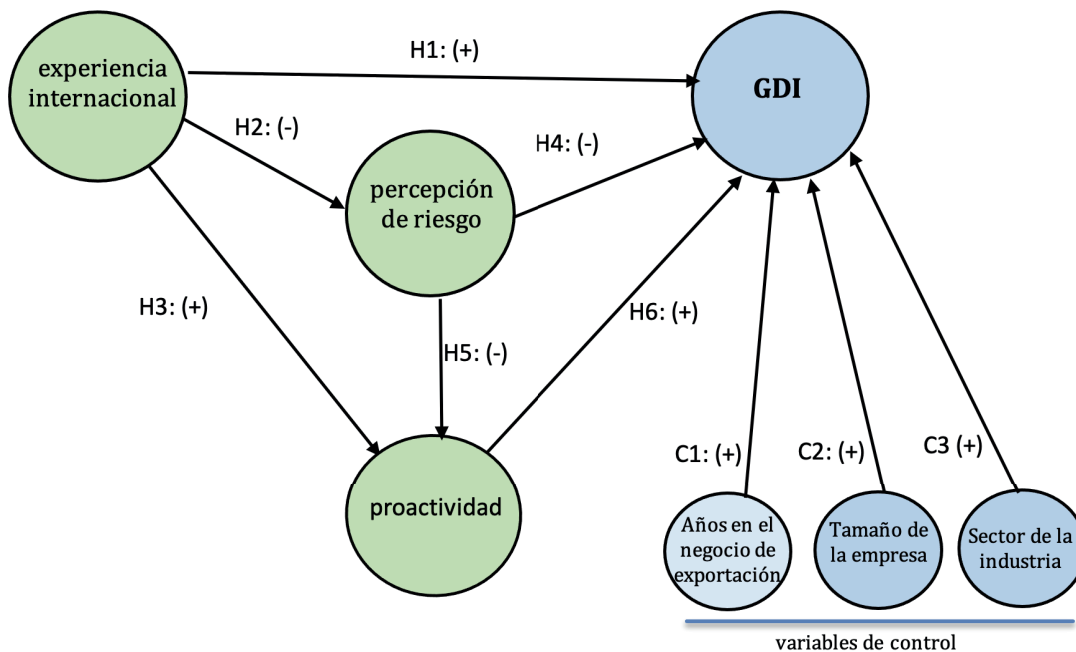 experiencia
internacional
H1: (+)
GDI
H2: (-)
H4: (-)
percepción
de riesgo
H3: (+)
H5: (-)
H6: (+)
proactividad
C1: (+)
C2: (+)
C3 (+)
Años en el
negocio de
exportación
Tamaño de
la empresa
Sector de la
industria
variables de control